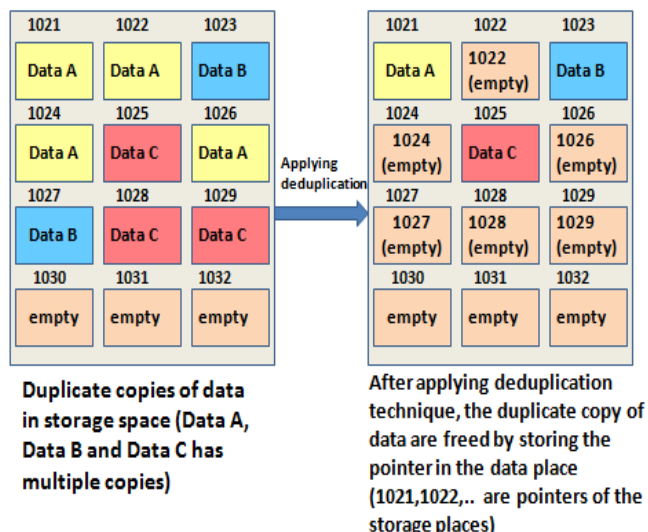 1021 1022 1023
Data A Data A Data B
1024 1025 1026
Data A Data C Data A
1027 1028 1029
Data B Data C Data C
1030 1031 1032
empty empty empty
Duplicate copies of data
in storage space (Data A,
Data B and Data C has
multiple copies)
Applying
deduplication
1021 1022 1023
Data A 1022 Data B
(empty)
1024 1025 1026
1024 Data C 1026
(empty) (empty)
1027 1028 1029
1027 1028 1029
(empty) (empty) (empty)
1030 1031 1032
empty empty empty
After applying deduplication
technique, the duplicate copy of
data are freed by storing the
pointer in the data place
(1021,1022,.. are pointers of the
storage places)